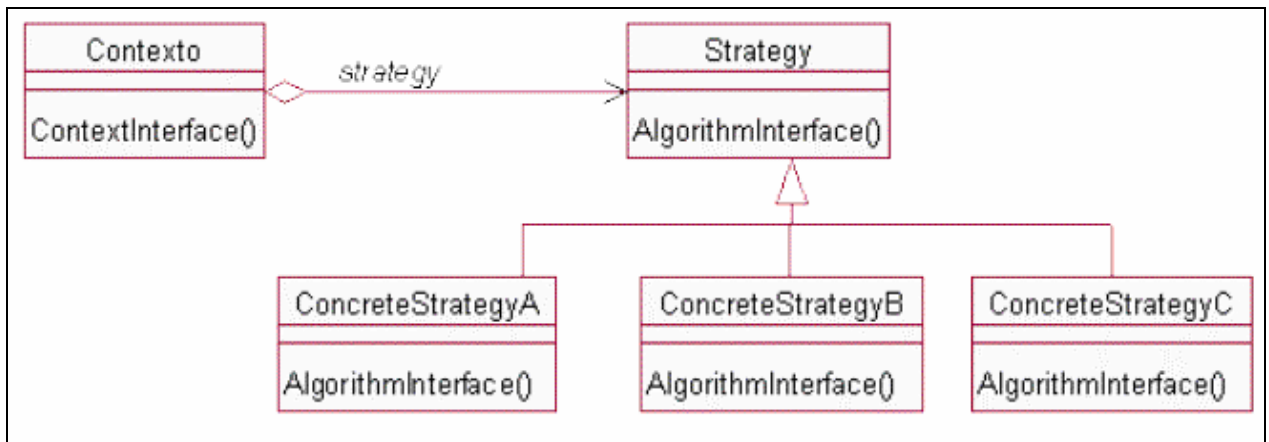 Contexto
ContextInterface()
strategy
Strategy
AlgorithmInterface()
ConcreteStrategyA
AlgorithmInterface()
ConcreteStrategyB
AlgorithmInterface()
ConcreteStrategyC
AlgorithmInterface()